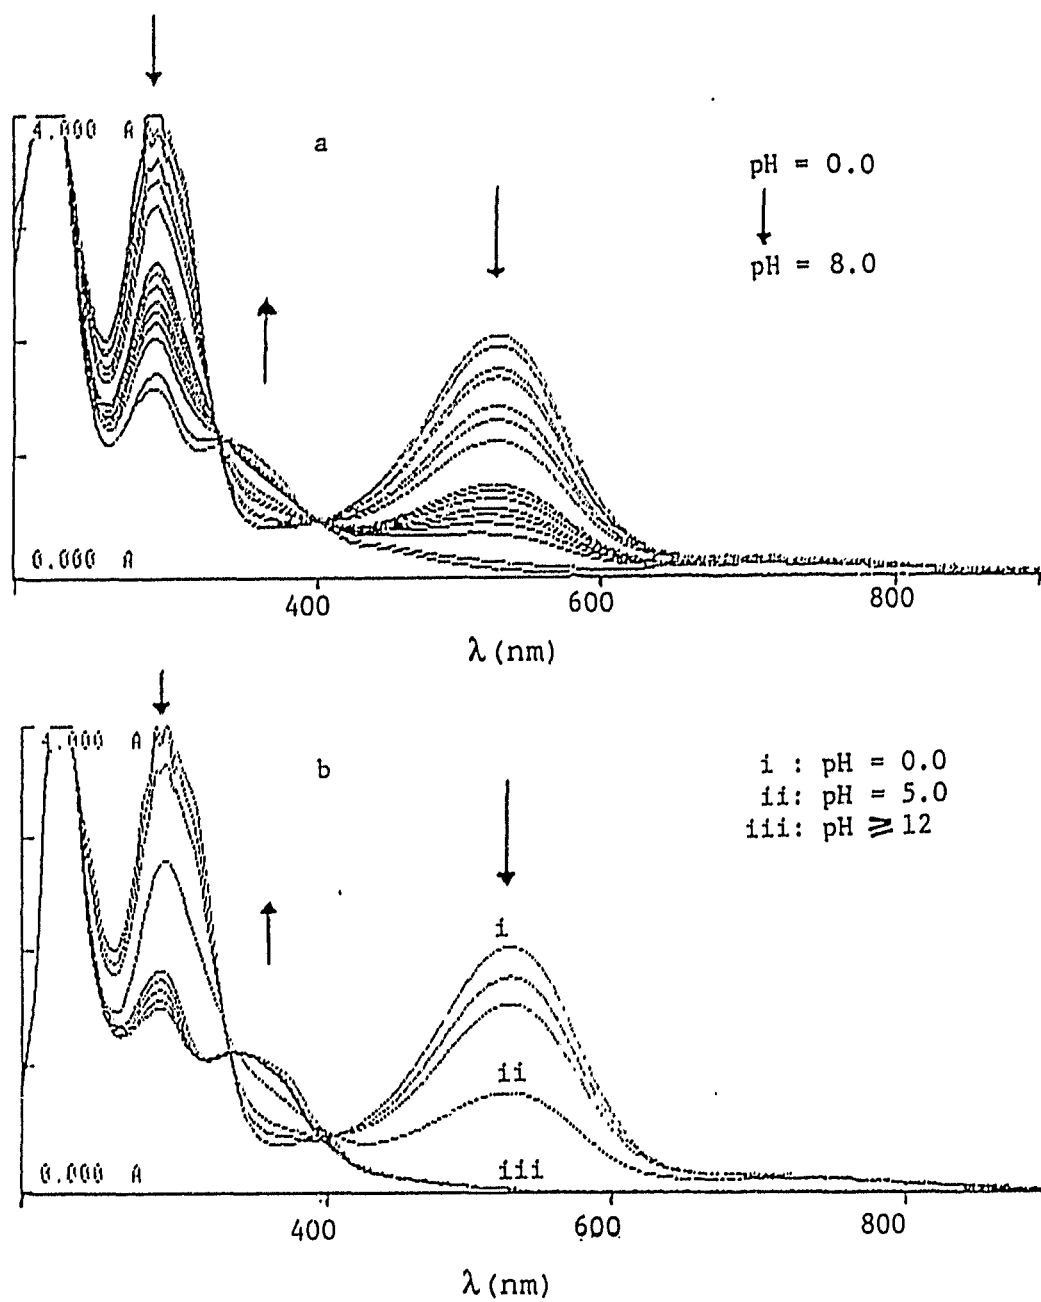 4.000 A
a
pH = 0.0
pH = 8.0
0.000 A
400 600 800
λ (nm)
4.000 A
b
i : pH = 0.0
ii: pH = 5.0
iii: pH ⩾ 12
i
ii
iii
0.000 A
400 600 800
λ (nm)